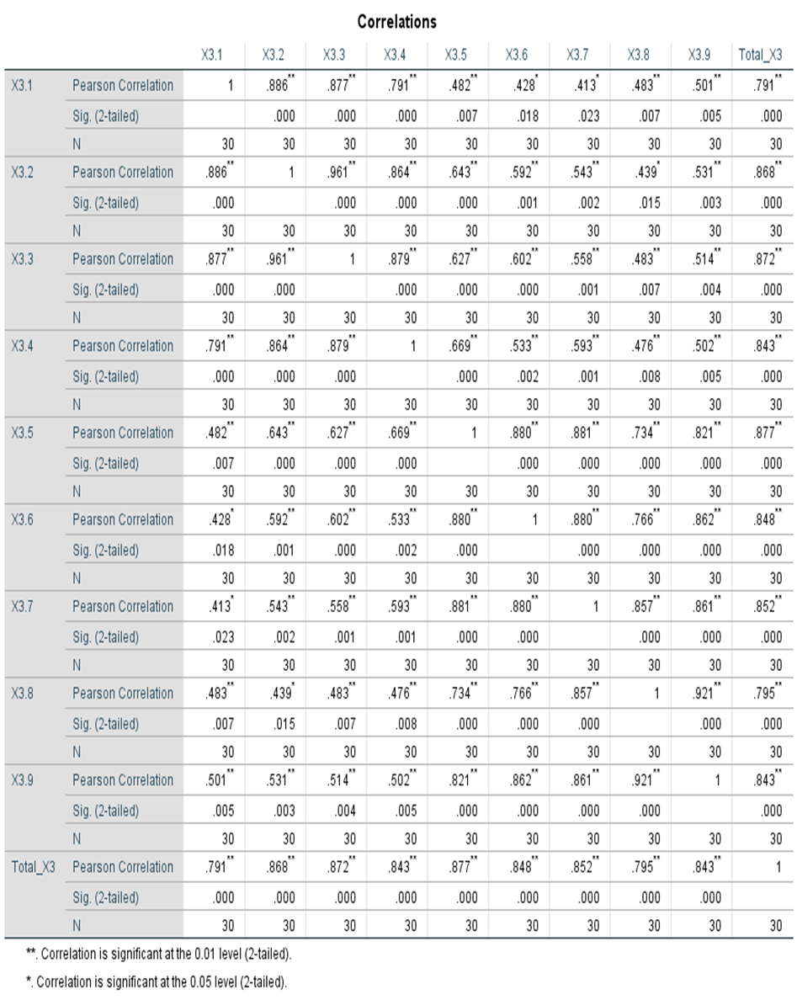 Correlations
X3.1 X3.2 X3.3 X3.4 X3.5 X3.6 X3.7 X3.8 X3.9 Total_X3
X3.1 Pearson Correlation 1 .886** .877** .791** .482** .428* .413* .483** .501** .791**
Sig. (2-tailed) .000 .000 .000 .007 .018 .023 .007 .005 .000
N 30 30 30 30 30 30 30 30 30 30
X3.2 Pearson Correlation .886** 1 .961** .864** .643** .592** .543** .439* .531** .868**
Sig. (2-tailed) .000 .000 .000 .000 .001 .002 .015 .003 .000
N 30 30 30 30 30 30 30 30 30 30
X3.3 Pearson Correlation .877** .961** 1 .879** .627** .602** .558** .483** .514** .872**
Sig. (2-tailed) .000 .000 .000 .000 .000 .001 .007 .004 .000
N 30 30 30 30 30 30 30 30 30 30
X3.4 Pearson Correlation .791** .864** .879** 1 .669** .533** .593** .476** .502** .843**
Sig. (2-tailed) .000 .000 .000 .000 .002 .001 .008 .005 .000
N 30 30 30 30 30 30 30 30 30 30
X3.5 Pearson Correlation .482** .643** .627** .669** 1 .880** .881** .734** .821** .877**
Sig. (2-tailed) .007 .000 .000 .000 .000 .000 .000 .000 .000
N 30 30 30 30 30 30 30 30 30 30
X3.6 Pearson Correlation .428* .592** .602** .533** .880** 1 .880** .766** .862** .848**
Sig. (2-tailed) .018 .001 .000 .002 .000 .000 .000 .000 .000
N 30 30 30 30 30 30 30 30 30 30
X3.7 Pearson Correlation .413* .543** .558** .593** .881** .880** 1 .857** .861** .852**
Sig. (2-tailed) .023 .002 .001 .001 .000 .000 .000 .000 .000
N 30 30 30 30 30 30 30 30 30 30
X3.8 Pearson Correlation .483** .439* .483** .476** .734** .766** .857** 1 .921** .795**
Sig. (2-tailed) .007 .015 .007 .008 .000 .000 .000 .000 .000
N 30 30 30 30 30 30 30 30 30 30
X3.9 Pearson Correlation .501** .531** .514** .502** .821** .862** .861** .921** 1 .843**
Sig. (2-tailed) .005 .003 .004 .005 .000 .000 .000 .000 .000
N 30 30 30 30 30 30 30 30 30 30
Total_X3 Pearson Correlation .791** .868** .872** .843** .877** .848** .852** .795** .843** 1
Sig. (2-tailed) .000 .000 .000 .000 .000 .000 .000 .000 .000
N 30 30 30 30 30 30 30 30 30 30
**. Correlation is significant at the 0.01 level (2-tailed).
*. Correlation is significant at the 0.05 level (2-tailed).